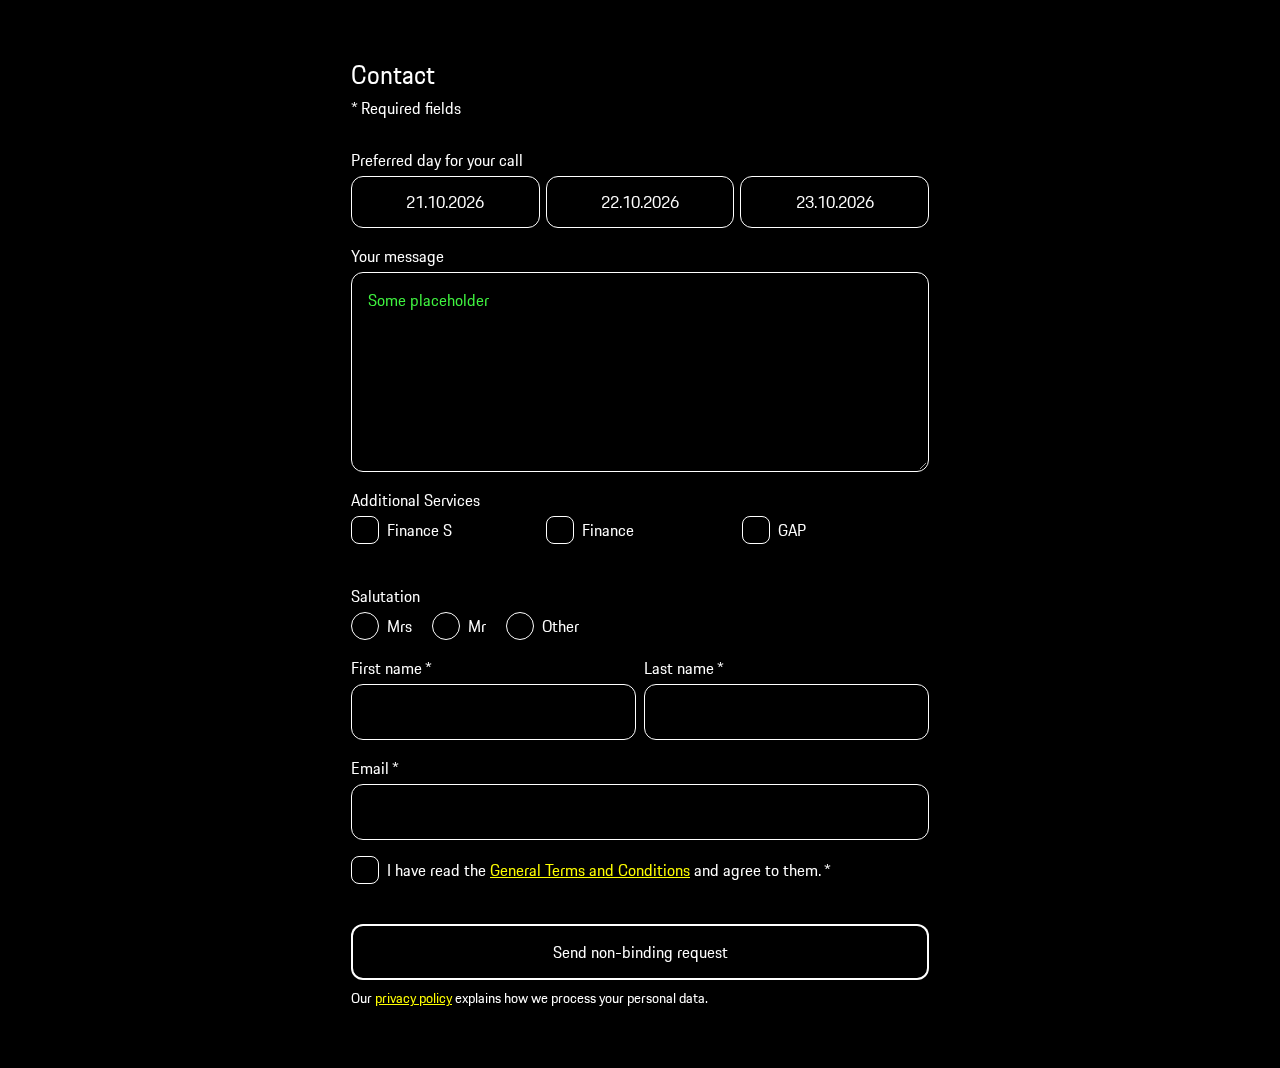 Contact
* Required fields
Preferred day for your call
21.10.2026 22.10.2026 23.10.2026
Your message
Some placeholder
Additional Services
Finance S Finance GAP
Salutation
Mrs Mr Other
First name * Last name *
Email *
I have read the General Terms and Conditions and agree to them. *
Send non-binding request
Our privacy policy explains how we process your personal data.